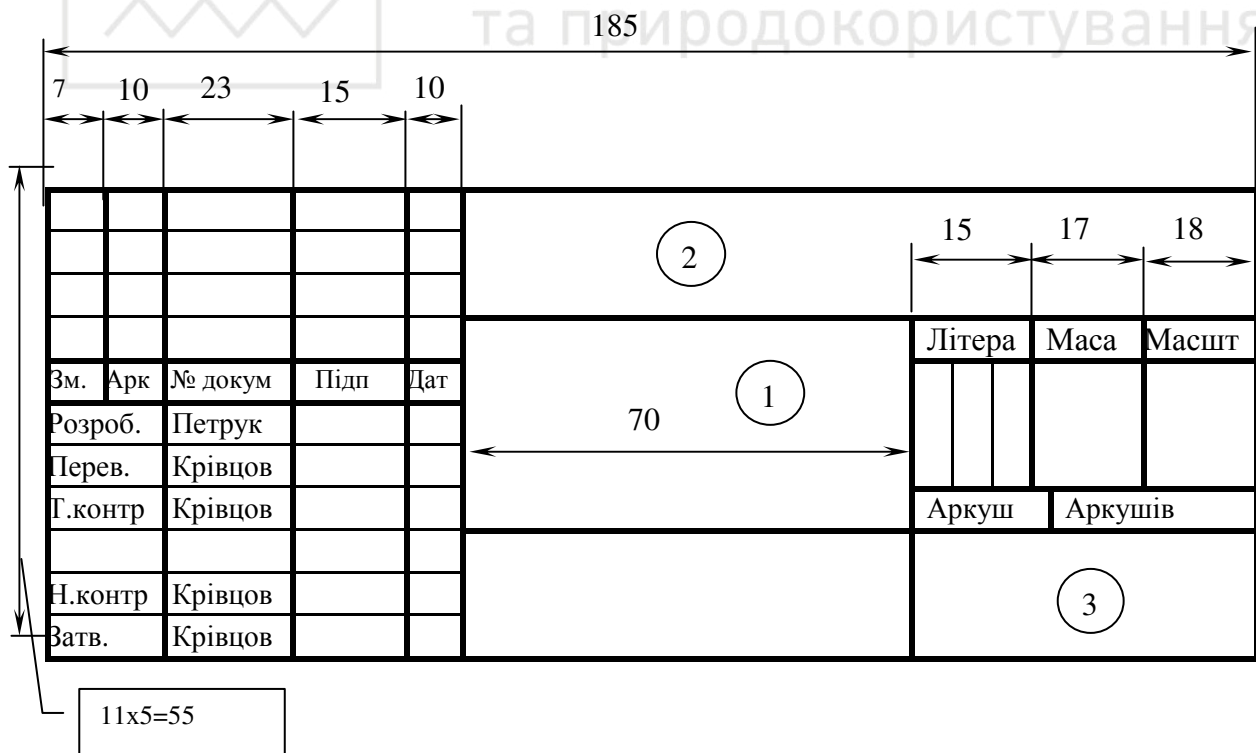 та природокористування
185
7 10 23 15 10
2
15 17 18
Літера Маса Масшт
Зм. Арк № докум Підп Дат
1
Розроб. Петрук
70
Перев. Крівцов
Т.контр Крівцов
Аркуш Аркушів
Н.контр Крівцов
3
Затв. Крівцов
11х5=55